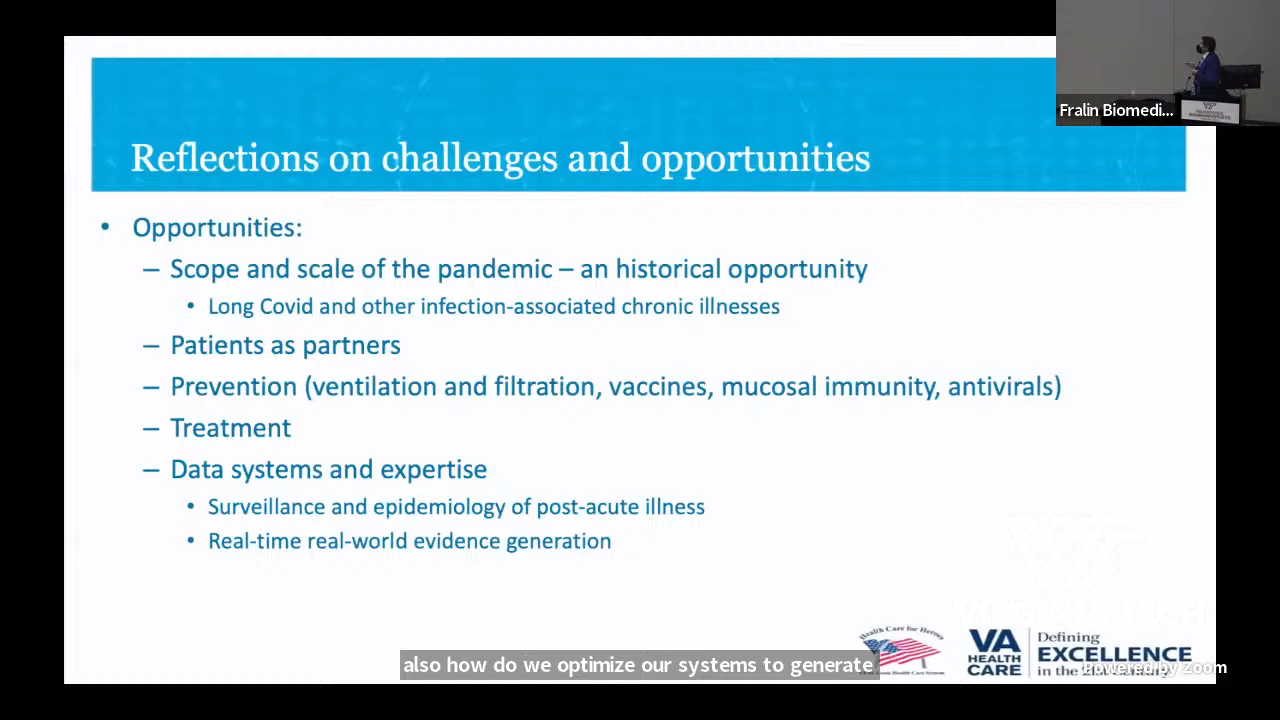 Fralin Biomedi...
Reflections on challenges and opportunities
• Opportunities:
– Scope and scale of the pandemic – an historical opportunity
• Long Covid and other infection-associated chronic illnesses
– Patients as partners
– Prevention (ventilation and filtration, vaccines, mucosal immunity, antivirals)
– Treatment
– Data systems and expertise
• Surveillance and epidemiology of post-acute illness
• Real-time real-world evidence generation
VIRGINIA TECH
Health Care for Heroes
VA
HEALTH
CARE
Defining
EXCELLENCE
in the 21st Century
Powered by Zoom
also how do we optimize our systems to generate